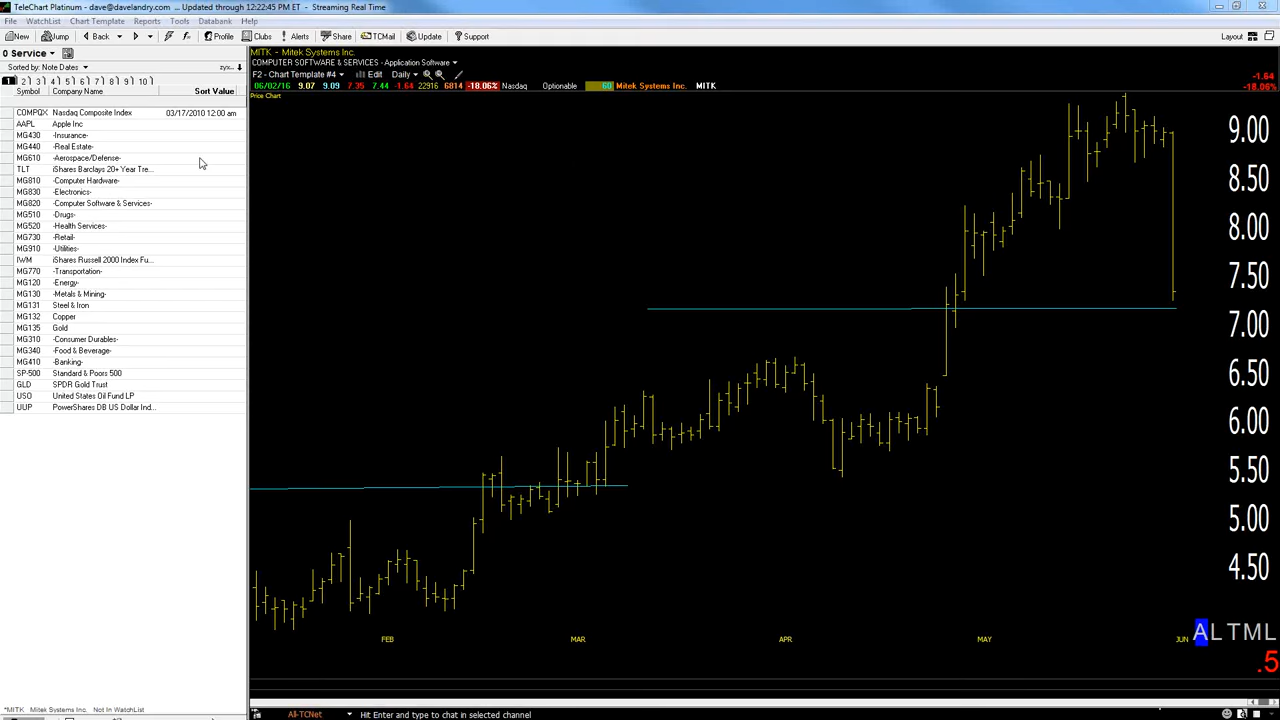 TeleChart Platinum - dave@davelandry.com ... Updated through 12:22:45 PM ET - Streaming Real Time
File WatchList Chart Template Reports Tools Databank Help
New Jump Back Profile Clubs Alerts Share TCMail Update Support Layout
0 Service
Sorted by: Note Dates zyx...
1 2 3 4 5 6 7 8 9 10
Symbol Company Name Sort Value
COMPQX Nasdaq Composite Index 03/17/2010 12:00 am
AAPL Apple Inc
MG430 -Insurance-
MG440 -Real Estate-
MG610 -Aerospace/Defense-
TLT iShares Barclays 20+ Year Tre...
MG810 -Computer Hardware-
MG830 -Electronics-
MG820 -Computer Software & Services-
MG510 -Drugs-
MG520 -Health Services-
MG730 -Retail-
MG910 -Utilities-
IWM iShares Russell 2000 Index Fu...
MG770 -Transportation-
MG120 -Energy-
MG130 -Metals & Mining-
MG131 Steel & Iron
MG132 Copper
MG135 Gold
MG310 -Consumer Durables-
MG340 -Food & Beverage-
MG410 -Banking-
SP-500 Standard & Poors 500
GLD SPDR Gold Trust
USO United States Oil Fund LP
UUP PowerShares DB US Dollar Ind...
*MITK Mitek Systems Inc. Not In WatchList
MITK - Mitek Systems Inc.
COMPUTER SOFTWARE & SERVICES - Application Software
F2 - Chart Template #4 Edit Daily
06/02/16 9.07 9.09 7.35 7.44 -1.64 22916 6814 -18.06% Nasdaq Optionable 60 Mitek Systems Inc. MITK
-1.64
-18.06%
Price Chart
9.00
8.50
8.00
7.50
7.00
6.50
6.00
5.50
5.00
4.50
ALTML
FEB MAR APR MAY JUN
.5
All-TCNet Hit Enter and type to chat in selected channel